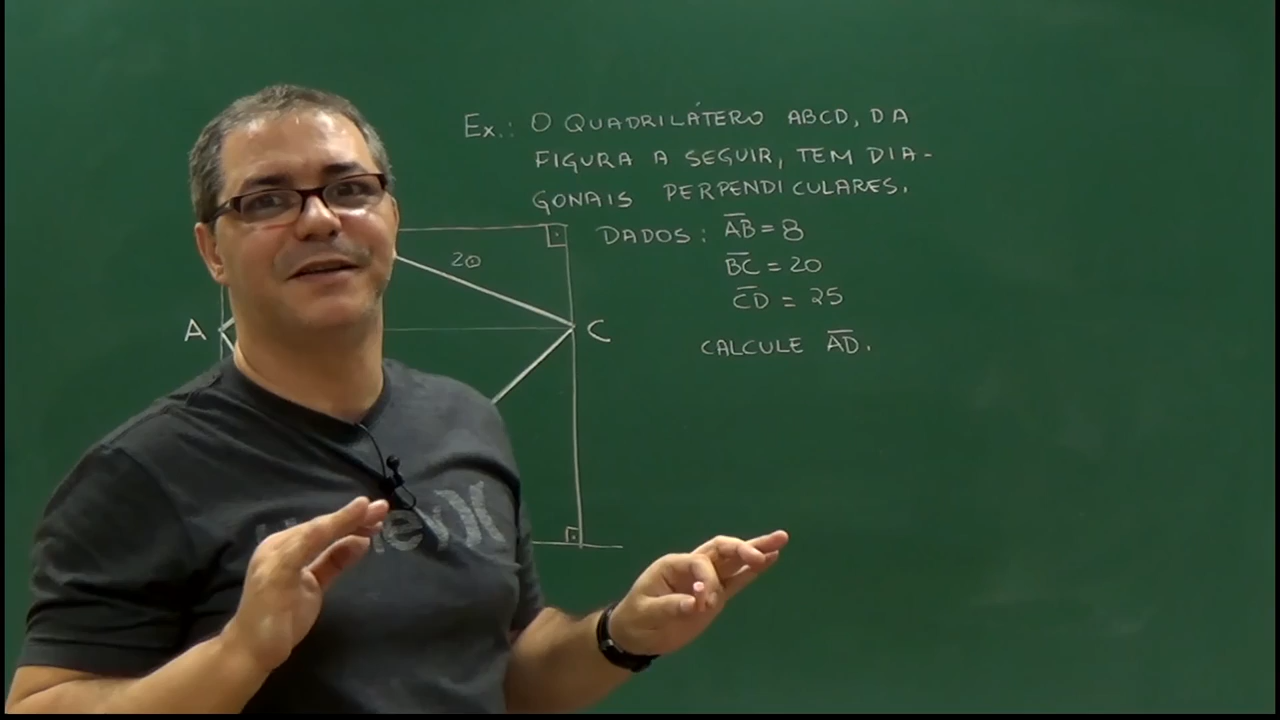 Ex.: O QUADRILÁTERO ABCD, DA
FIGURA A SEGUIR, TEM DIA-
GONAIS PERPENDICULARES.
DADOS: AB = 8
BC = 20
CD = 25
CALCULE AD.
20
A
C